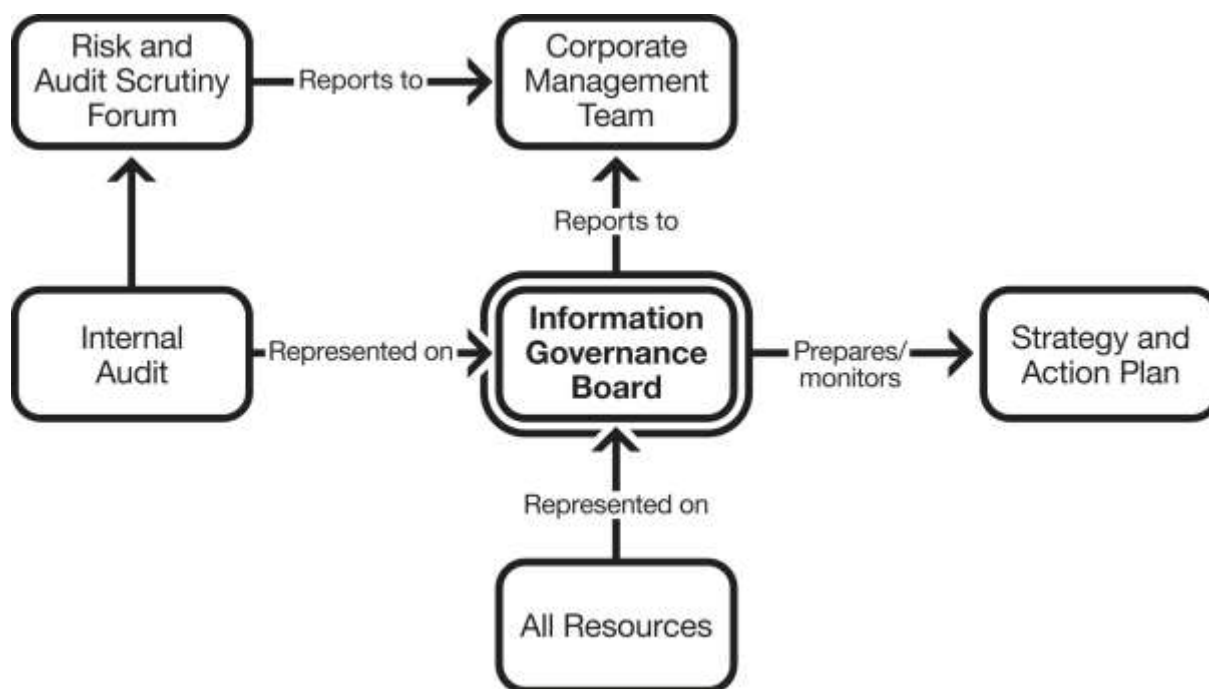 Risk and
Audit Scrutiny
Forum
Reports to
Corporate
Management
Team
Reports to
Internal
Audit
Represented on
Information
Governance
Board
Prepares/
monitors
Strategy and
Action Plan
Represented on
All Resources